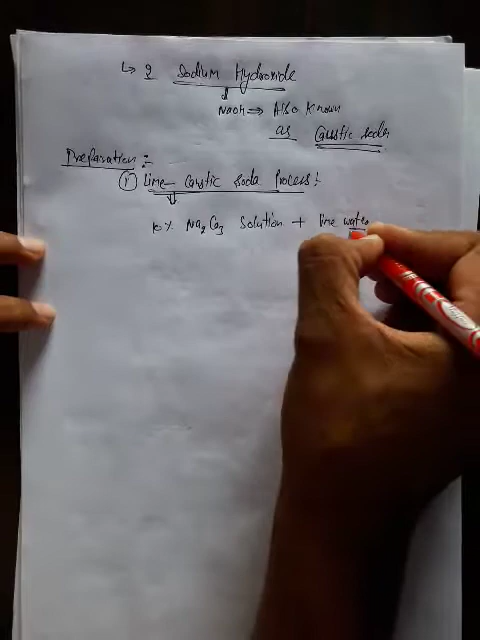 ↳ 2 Sodium Hydroxide
NaOH ⇒ Also Known
as Caustic soda
Preparation :-
① Lime - Caustic Soda Process :
10% Na2CO3 Solution + lime water